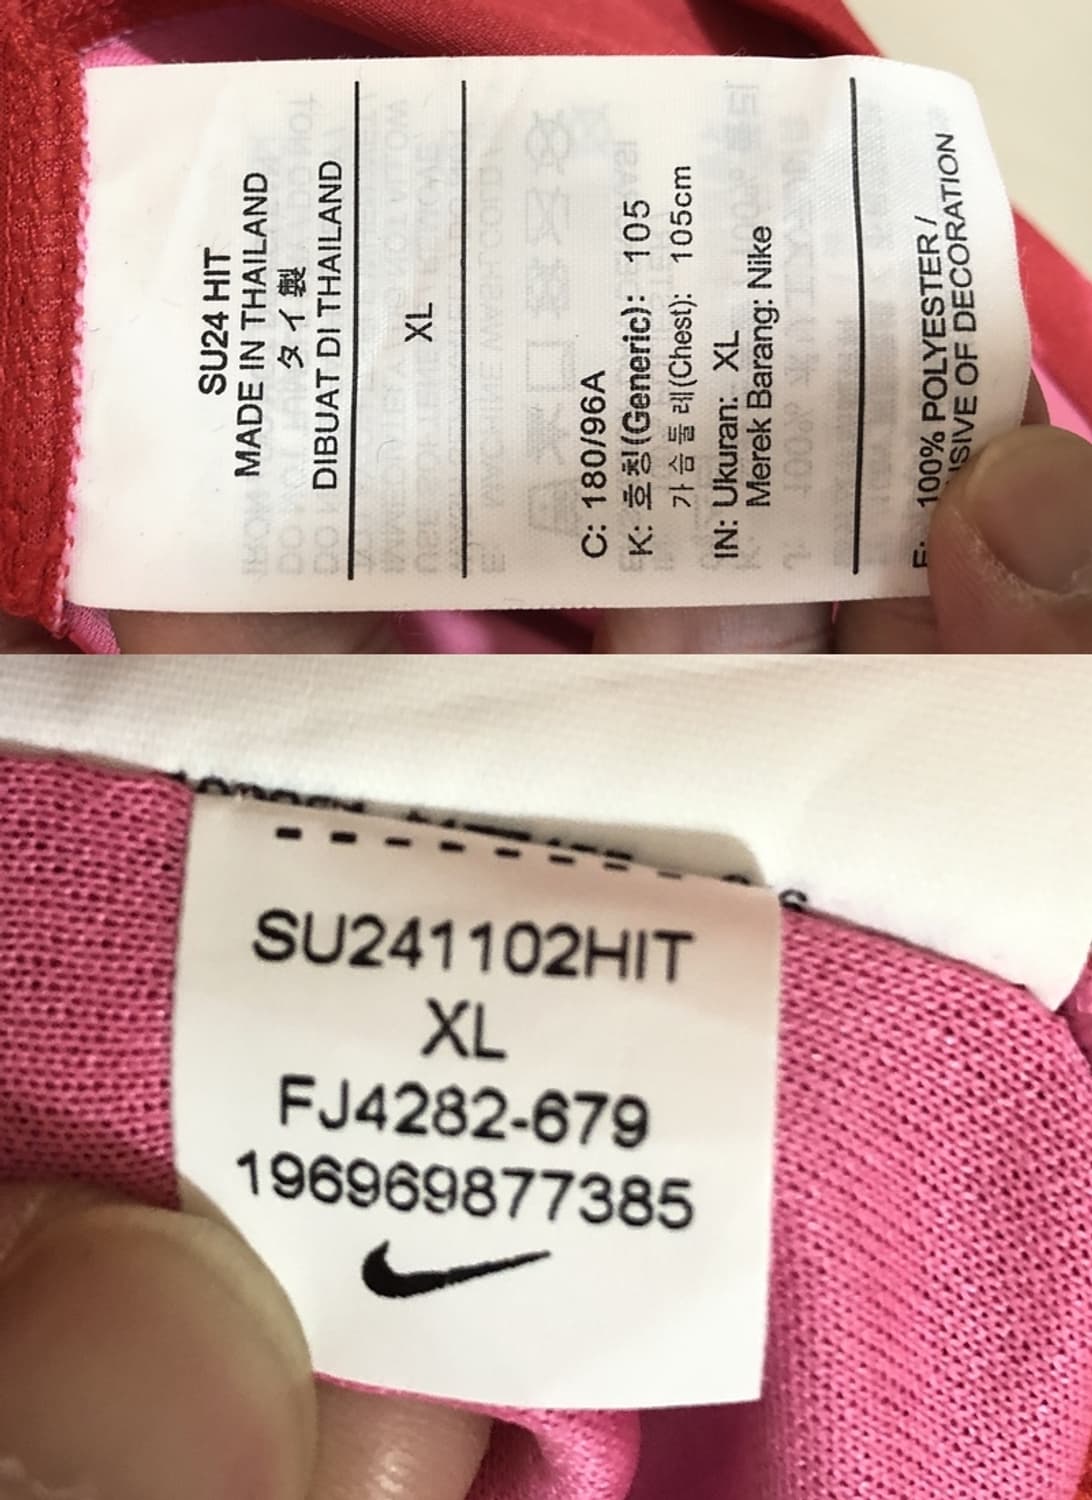 SU24 HIT
MADE IN THAILAND
タイ製
DIBUAT DI THAILAND
XL
C: 180/96A
K: 호칭(Generic): 105
가슴둘레(Chest): 105cm
IN: Ukuran: XL
Merek Barang: Nike
100% POLYESTER /
OF DECORATION
SU241102HIT
XL
FJ4282-679
196969877385